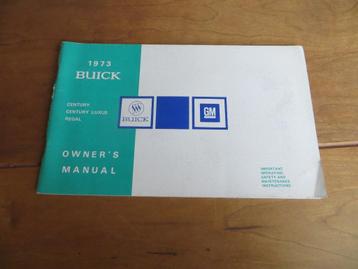 1973
BUICK
CENTURY
CENTURY LUXUS
REGAL
BUICK
GM
OWNER'S
MANUAL
IMPORTANT
OPERATING,
SAFETY AND
MAINTENANCE
INSTRUCTIONS